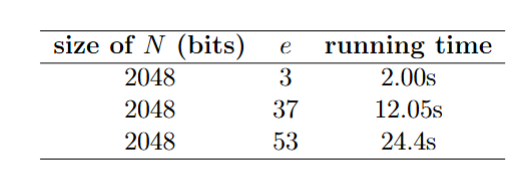 size of N (bits) e running time
2048 3 2.00s
2048 37 12.05s
2048 53 24.4s